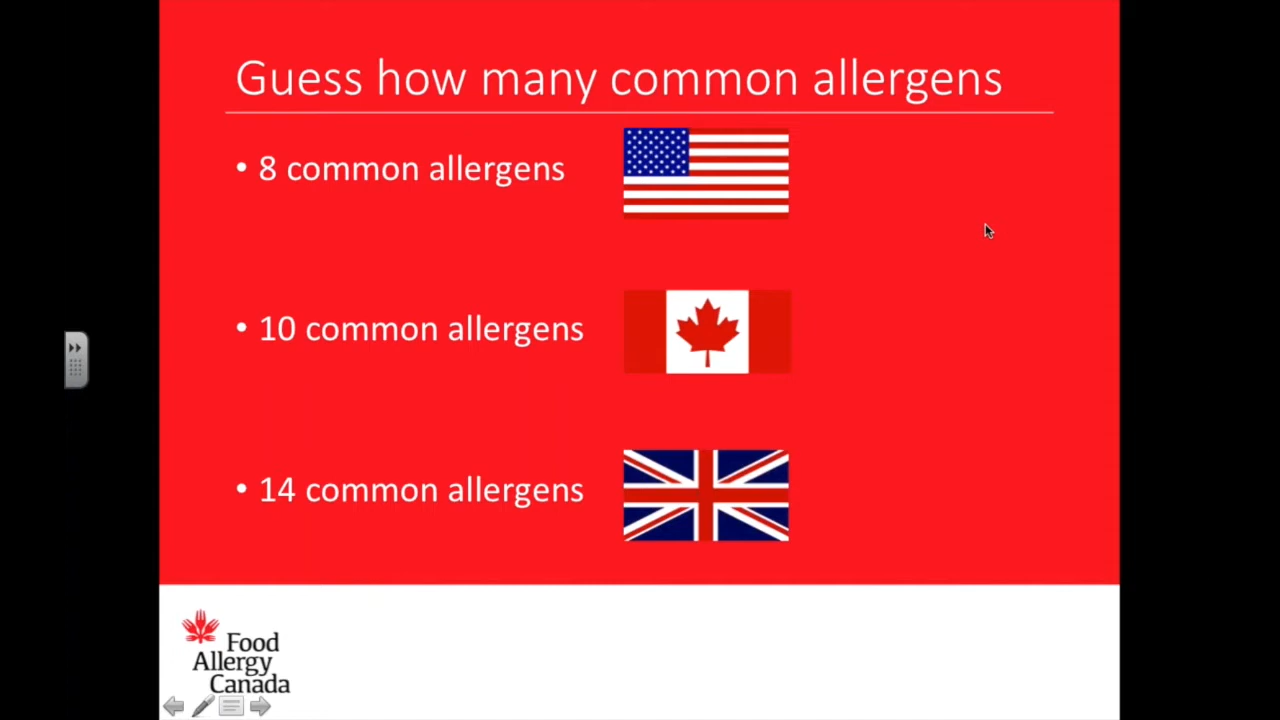 Guess how many common allergens
• 8 common allergens
• 10 common allergens
• 14 common allergens
Food
Allergy
Canada